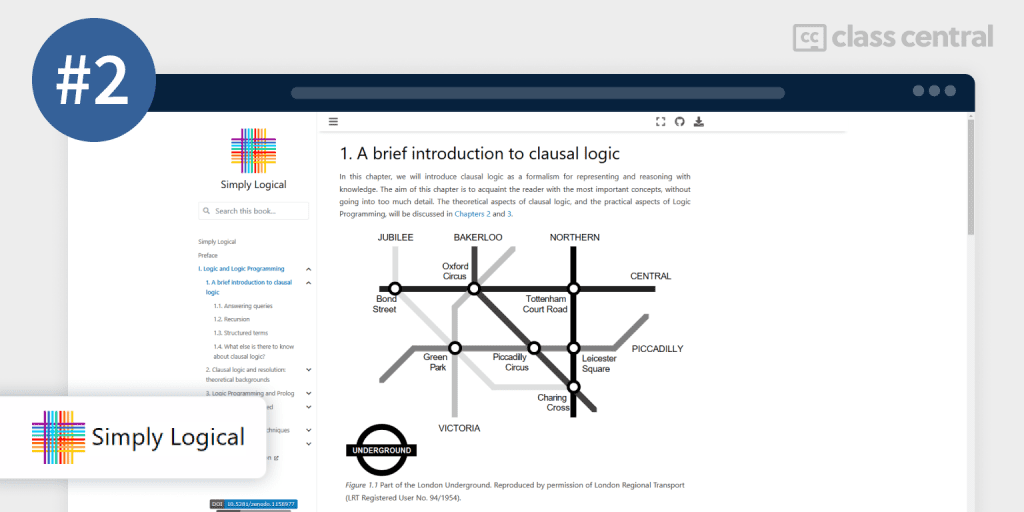 #2
cc class central
Simply Logical
Search this book...
Simply Logical
Preface
I. Logic and Logic Programming
1. A brief introduction to clausal
logic
1.1. Answering queries
1.2. Recursion
1.3. Structured terms
1.4. What else is there to know
about clausal logic?
2. Clausal logic and resolution:
theoretical backgrounds
3. Logic Programming and Prolog
Simply Logical
DOI 10.5281/zenodo.1156977
1. A brief introduction to clausal logic
In this chapter, we will introduce clausal logic as a formalism for representing and reasoning with
knowledge. The aim of this chapter is to acquaint the reader with the most important concepts, without
going into too much detail. The theoretical aspects of clausal logic, and the practical aspects of Logic
Programming, will be discussed in Chapters 2 and 3.
JUBILEE
BAKERLOO
NORTHERN
Oxford
Circus
CENTRAL
Bond
Street
Tottenham
Court Road
Green
Park
Piccadilly
Circus
Leicester
Square
PICCADILLY
Charing
Cross
VICTORIA
UNDERGROUND
Figure 1.1 Part of the London Underground. Reproduced by permission of London Regional Transport
(LRT Registered User No. 94/1954).